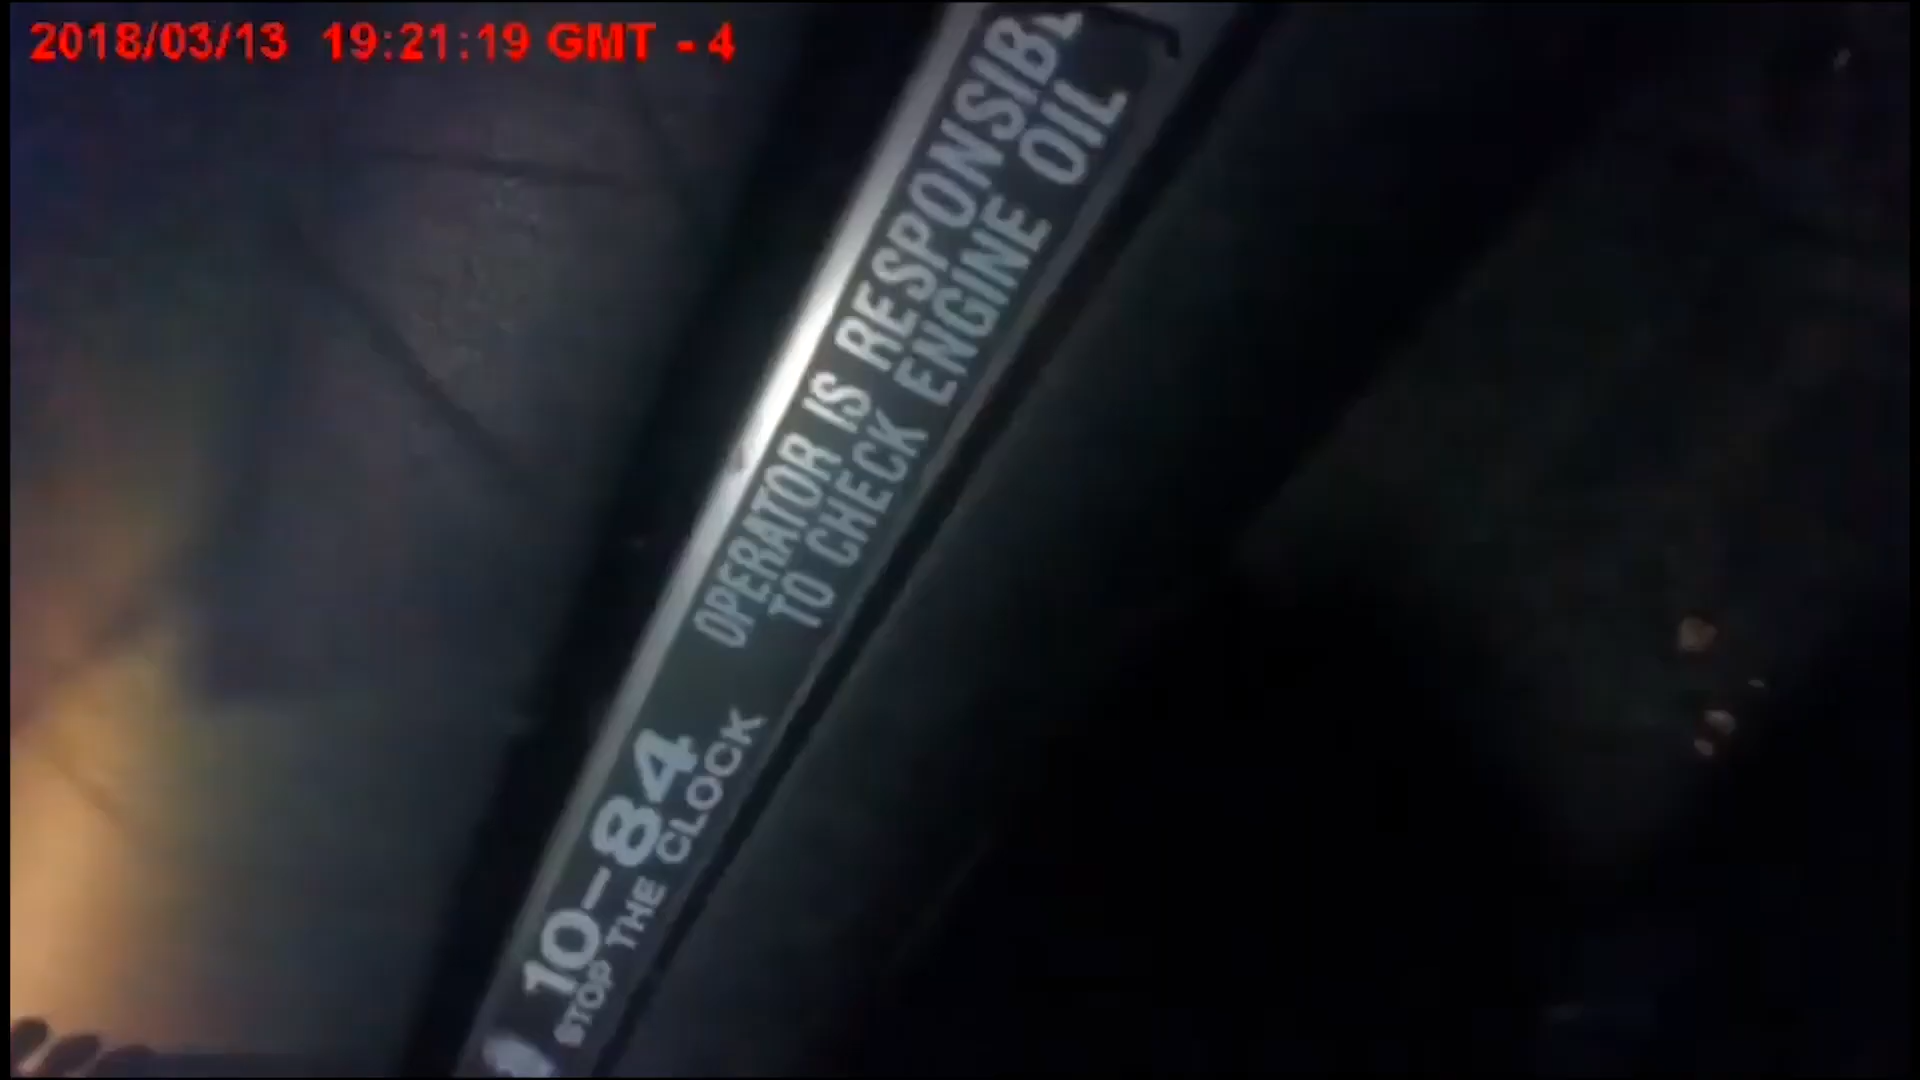 2018/03/13 19:21:19 GMT - 4
OPERATOR IS RESPONSIBL
TO CHECK ENGINE OIL
10-84
STOP THE CLOCK